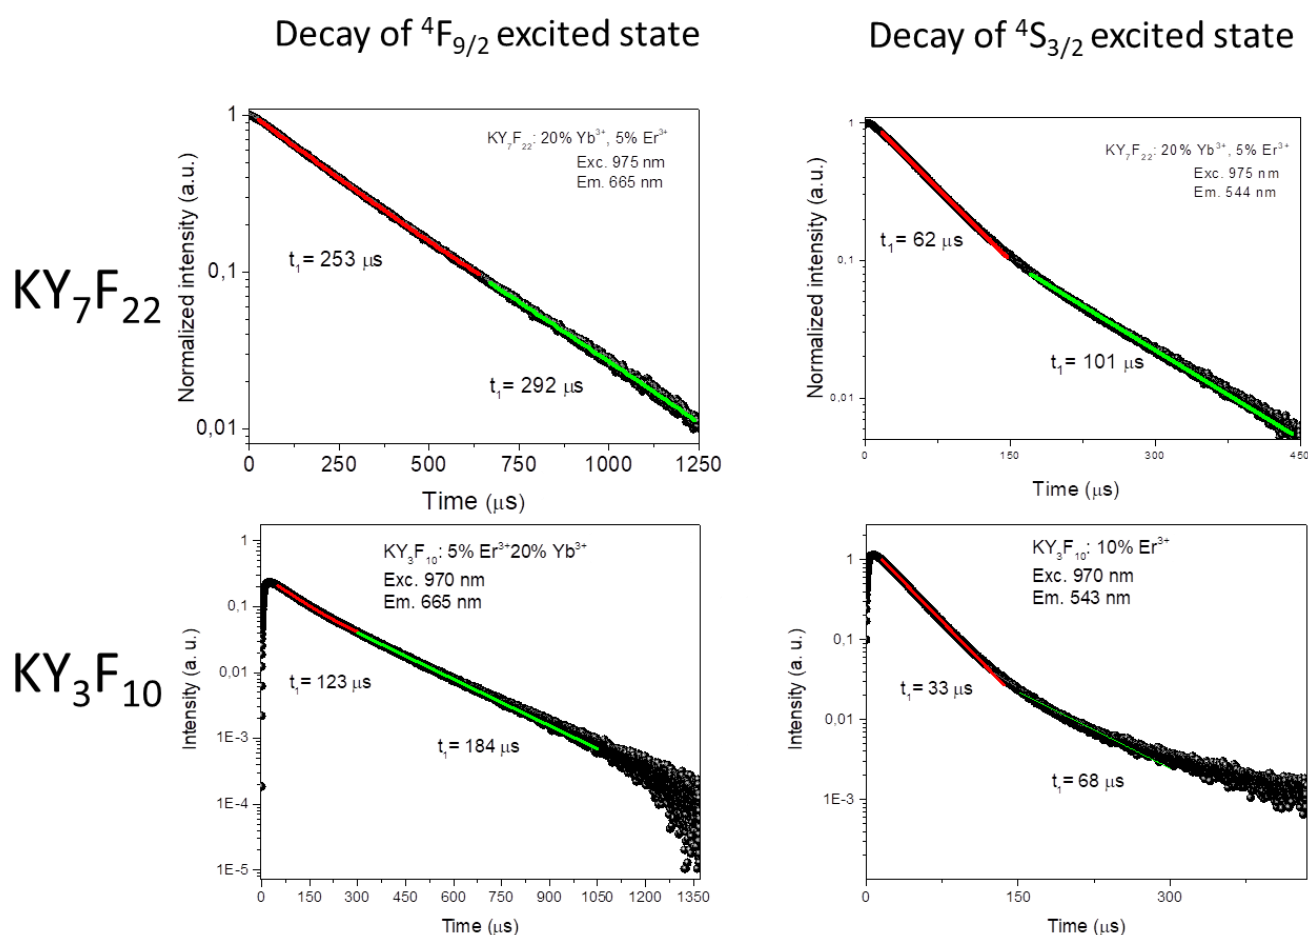 Decay of ⁴F₉/₂ excited state
Decay of ⁴S₃/₂ excited state
KY₇F₂₂
Normalized intensity (a.u.)
1
0,1
0,01
KY₇F₂₂: 20% Yb³⁺, 5% Er³⁺
Exc. 975 nm
Em. 665 nm
t₁= 253 μs
t₁= 292 μs
0 250 500 750 1000 1250
Time (μs)
Normalized intensity (a.u.)
1
0,1
0,01
KY₇F₂₂: 20% Yb³⁺, 5% Er³⁺
Exc. 975 nm
Em. 544 nm
t₁= 62 μs
t₁= 101 μs
0 150 300 450
Time (μs)
KY₃F₁₀
Intensity (a. u.)
1
0,1
0,01
1E-3
1E-4
1E-5
KY₃F₁₀: 5% Er³⁺20% Yb³⁺
Exc. 970 nm
Em. 665 nm
t₁= 123 μs
t₁= 184 μs
0 150 300 450 600 750 900 1050 1200 1350
Time (μs)
Intensity (a. u.)
1
0,1
0,01
1E-3
KY₃F₁₀: 10% Er³⁺
Exc. 970 nm
Em. 543 nm
t₁= 33 μs
t₁= 68 μs
0 150 300
Time (μs)